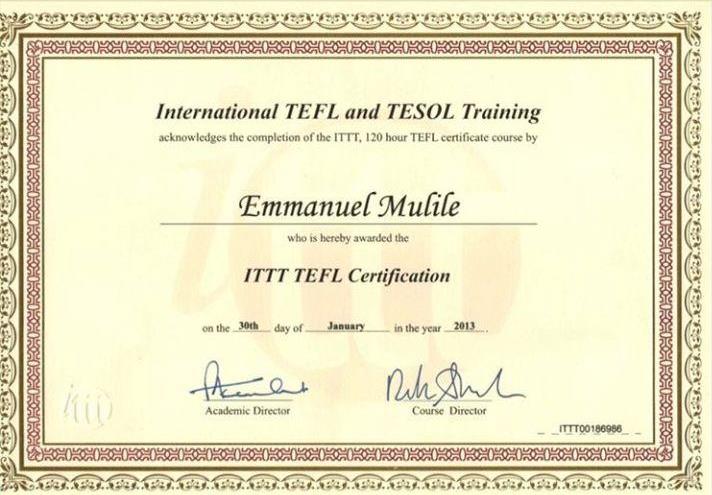 International TEFL and TESOL Training
acknowledges the completion of the ITTT, 120 hour TEFL certificate course by
Emmanuel Mulile
who is hereby awarded the
ITTT TEFL Certification
on the 30th day of January in the year 2013.
Academic Director Course Director
ITTT00186986